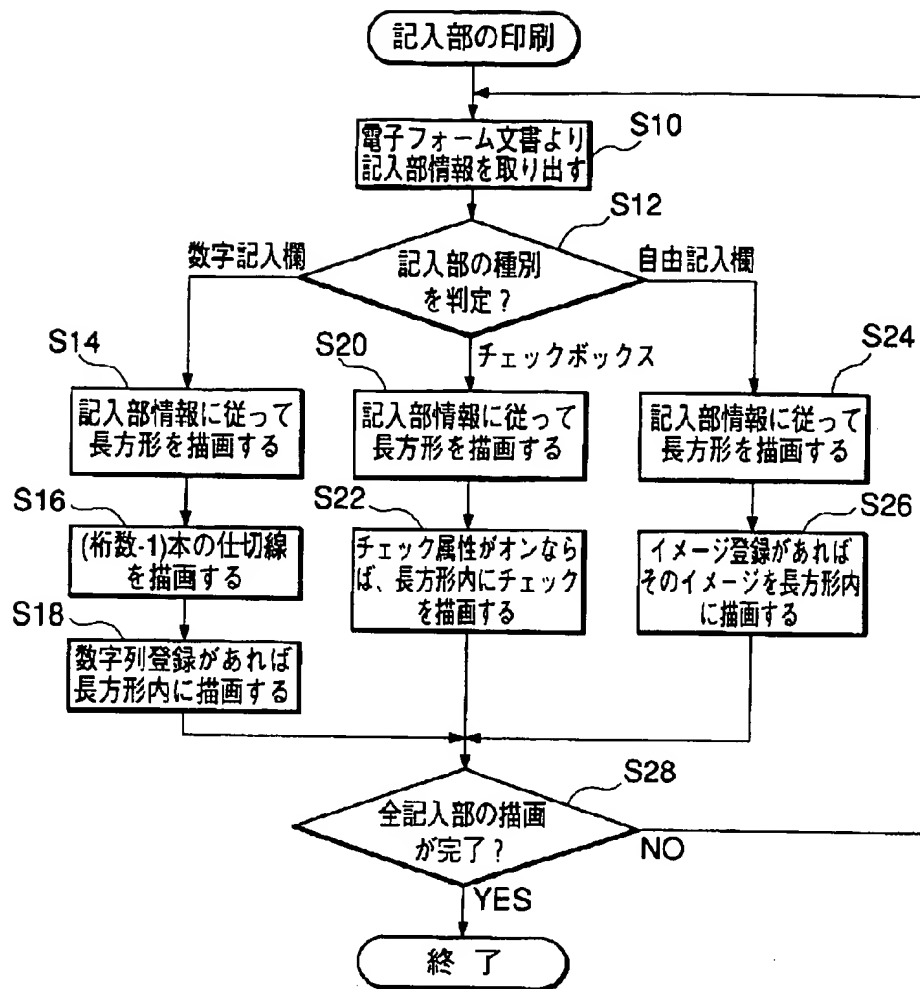 記入部の印刷
電子フォーム文書より
記入部情報を取り出す
S10
S12
記入部の種別
を判定？
数字記入欄
自由記入欄
チェックボックス
S14
記入部情報に従って
長方形を描画する
S20
記入部情報に従って
長方形を描画する
S24
記入部情報に従って
長方形を描画する
S16
(桁数-1)本の仕切線
を描画する
S22
チェック属性がオンなら
ば、長方形内にチェック
を描画する
S26
イメージ登録があれば
そのイメージを長方形内
に描画する
S18
数字列登録があれば
長方形内に描画する
S28
全記入部の描画
が完了？
NO
YES
終 了